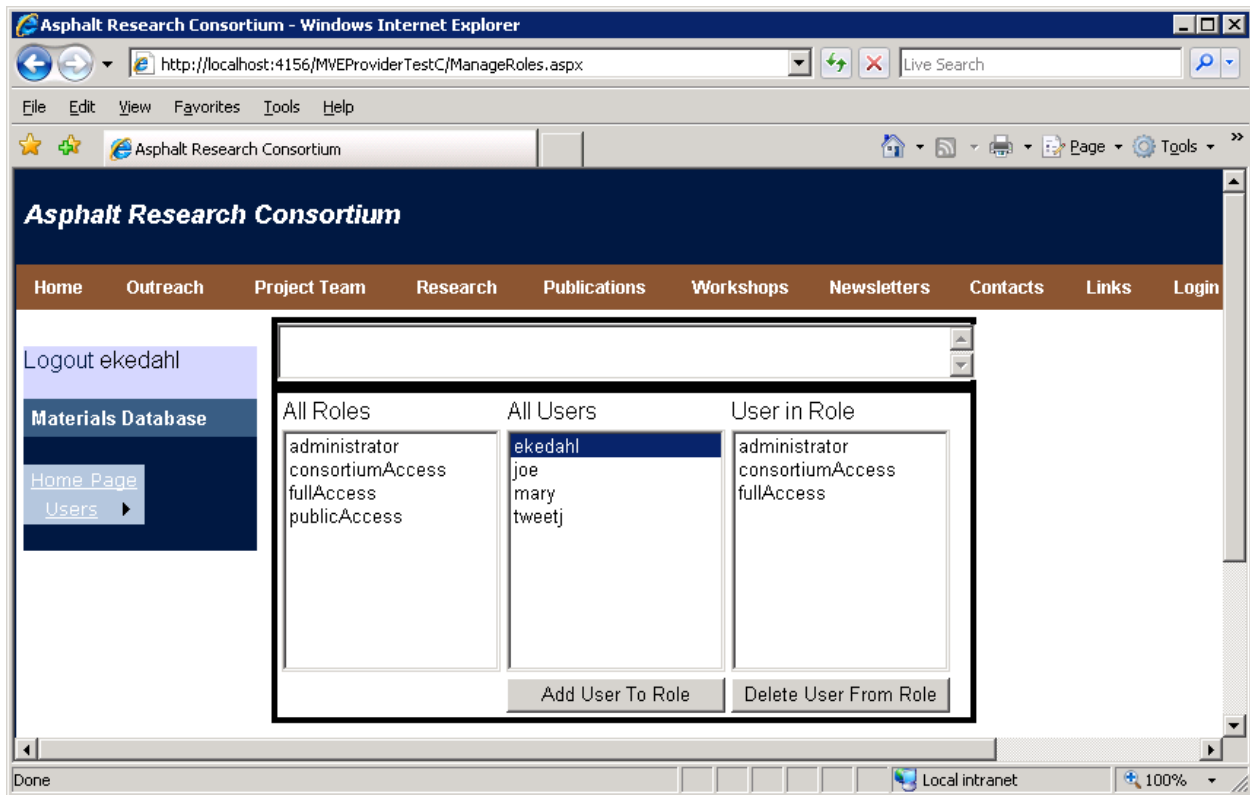 Asphalt Research Consortium - Windows Internet Explorer
http://localhost:4156/MVEProviderTestC/ManageRoles.aspx
Live Search
File Edit View Favorites Tools Help
Asphalt Research Consortium
Page Tools »
Asphalt Research Consortium
Home Outreach Project Team Research Publications Workshops Newsletters Contacts Links Login
Logout ekedahl
Materials Database
Home Page
Users
All Roles
administrator
consortiumAccess
fullAccess
publicAccess
All Users
ekedahl
joe
mary
tweetj
User in Role
administrator
consortiumAccess
fullAccess
Add User To Role
Delete User From Role
Done
Local intranet
100%